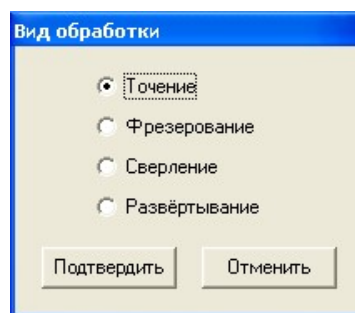 Вид обработки
Точение
Фрезерование
Сверление
Развёртывание
Подтвердить Отменить